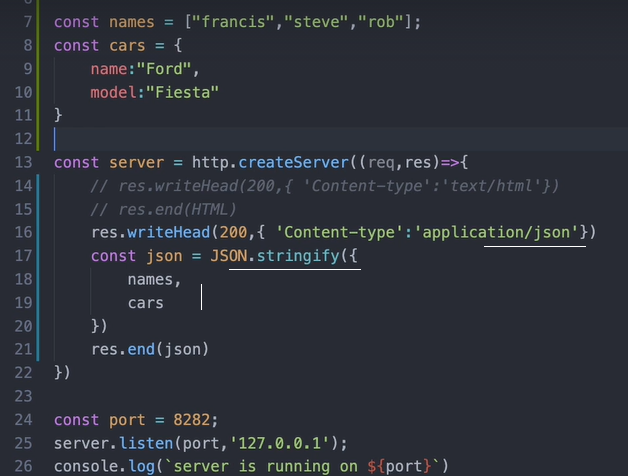 7 const names = ["francis","steve","rob"];
8 const cars = {
9 name:"Ford",
10 model:"Fiesta"
11 }
12
13 const server = http.createServer((req,res)=>{
14 // res.writeHead(200,{ 'Content-type':'text/html'})
15 // res.end(HTML)
16 res.writeHead(200,{ 'Content-type':'application/json'})
17 const json = JSON.stringify({
18 names,
19 cars
20 })
21 res.end(json)
22 })
23
24 const port = 8282;
25 server.listen(port,'127.0.0.1');
26 console.log(`server is running on ${port}`)